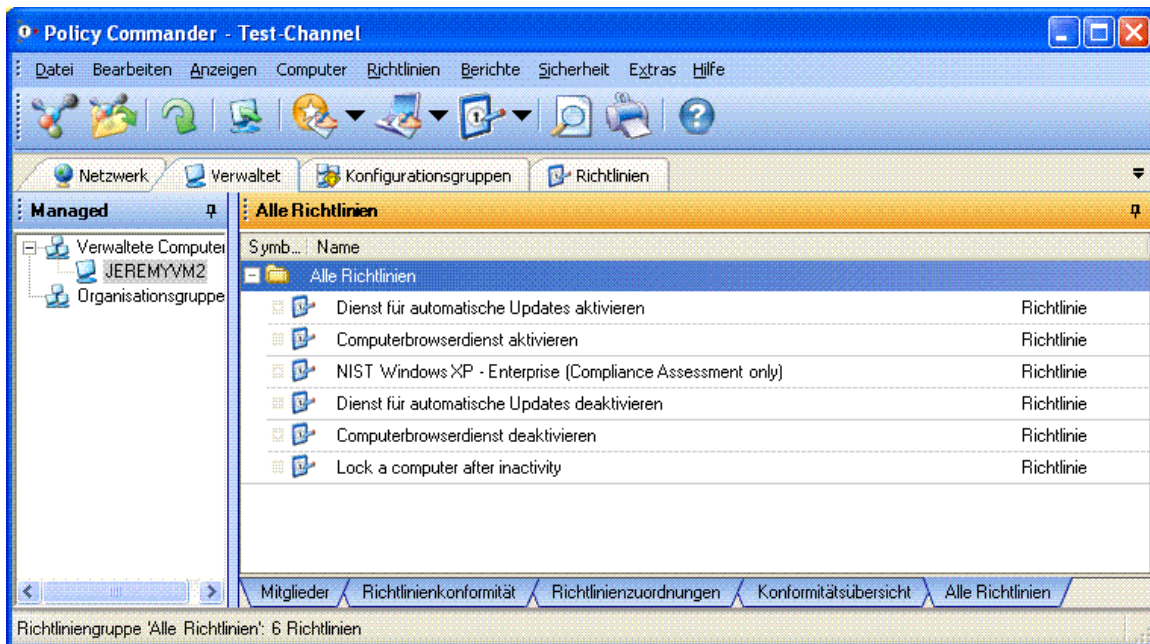 Policy Commander - Test-Channel
Datei Bearbeiten Anzeigen Computer Richtlinien Berichte Sicherheit Extras Hilfe
Netzwerk Verwaltet Konfigurationsgruppen Richtlinien
Managed
Alle Richtlinien
Verwaltete Computer
JEREMYVM2
Organisationsgruppe
Symb... Name
Alle Richtlinien
Dienst für automatische Updates aktivieren Richtlinie
Computerbrowserdienst aktivieren Richtlinie
NIST Windows XP - Enterprise (Compliance Assessment only) Richtlinie
Dienst für automatische Updates deaktivieren Richtlinie
Computerbrowserdienst deaktivieren Richtlinie
Lock a computer after inactivity Richtlinie
Mitglieder Richtlinienkonformität Richtlinienzuordnungen Konformitätsübersicht Alle Richtlinien
Richtliniengruppe 'Alle Richtlinien': 6 Richtlinien